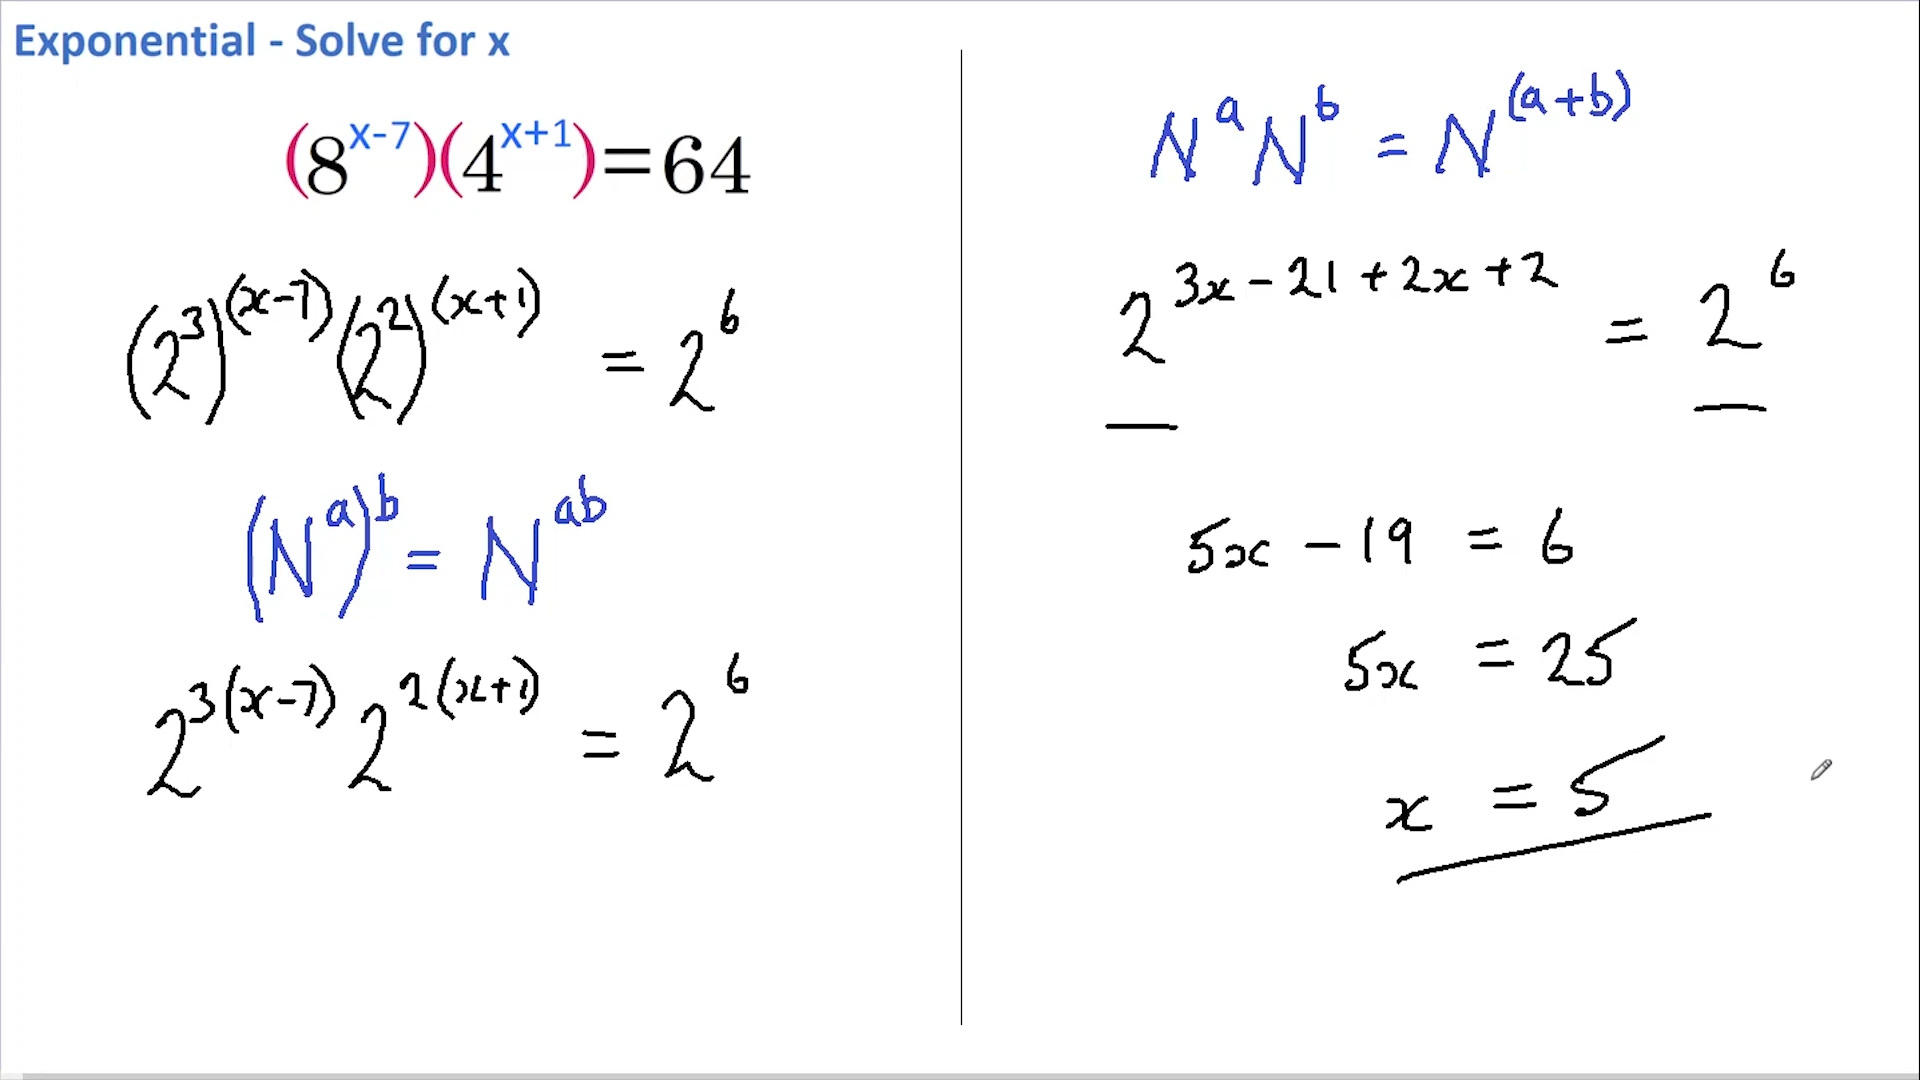 Exponential - Solve for x
(8^{x-7})(4^{x+1})=64
(2^3)^{(x-7)}(2^2)^{(x+1)} = 2^6
(N^a)^b = N^{ab}
2^{3(x-7)} 2^{2(x+1)} = 2^6
N^a N^b = N^{(a+b)}
2^{3x-21+2x+2} = 2^6
5x - 19 = 6
5x = 25
x = 5